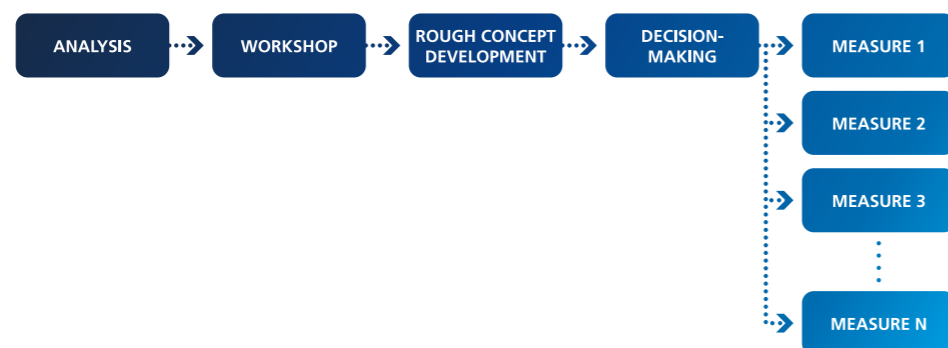 ANALYSIS
WORKSHOP
ROUGH CONCEPT
DEVELOPMENT
DECISION-
MAKING
MEASURE 1
MEASURE 2
MEASURE 3
MEASURE N